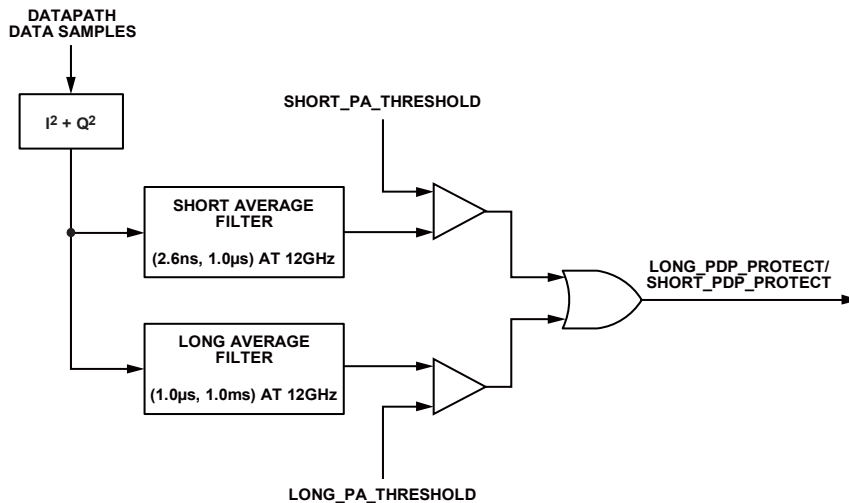 DATAPATH
DATA SAMPLES
I² + Q²
SHORT_PA_THRESHOLD
SHORT AVERAGE
FILTER
(2.6ns, 1.0µs) AT 12GHz
LONG_PDP_PROTECT/
SHORT_PDP_PROTECT
LONG AVERAGE
FILTER
(1.0µs, 1.0ms) AT 12GHz
LONG_PA_THRESHOLD